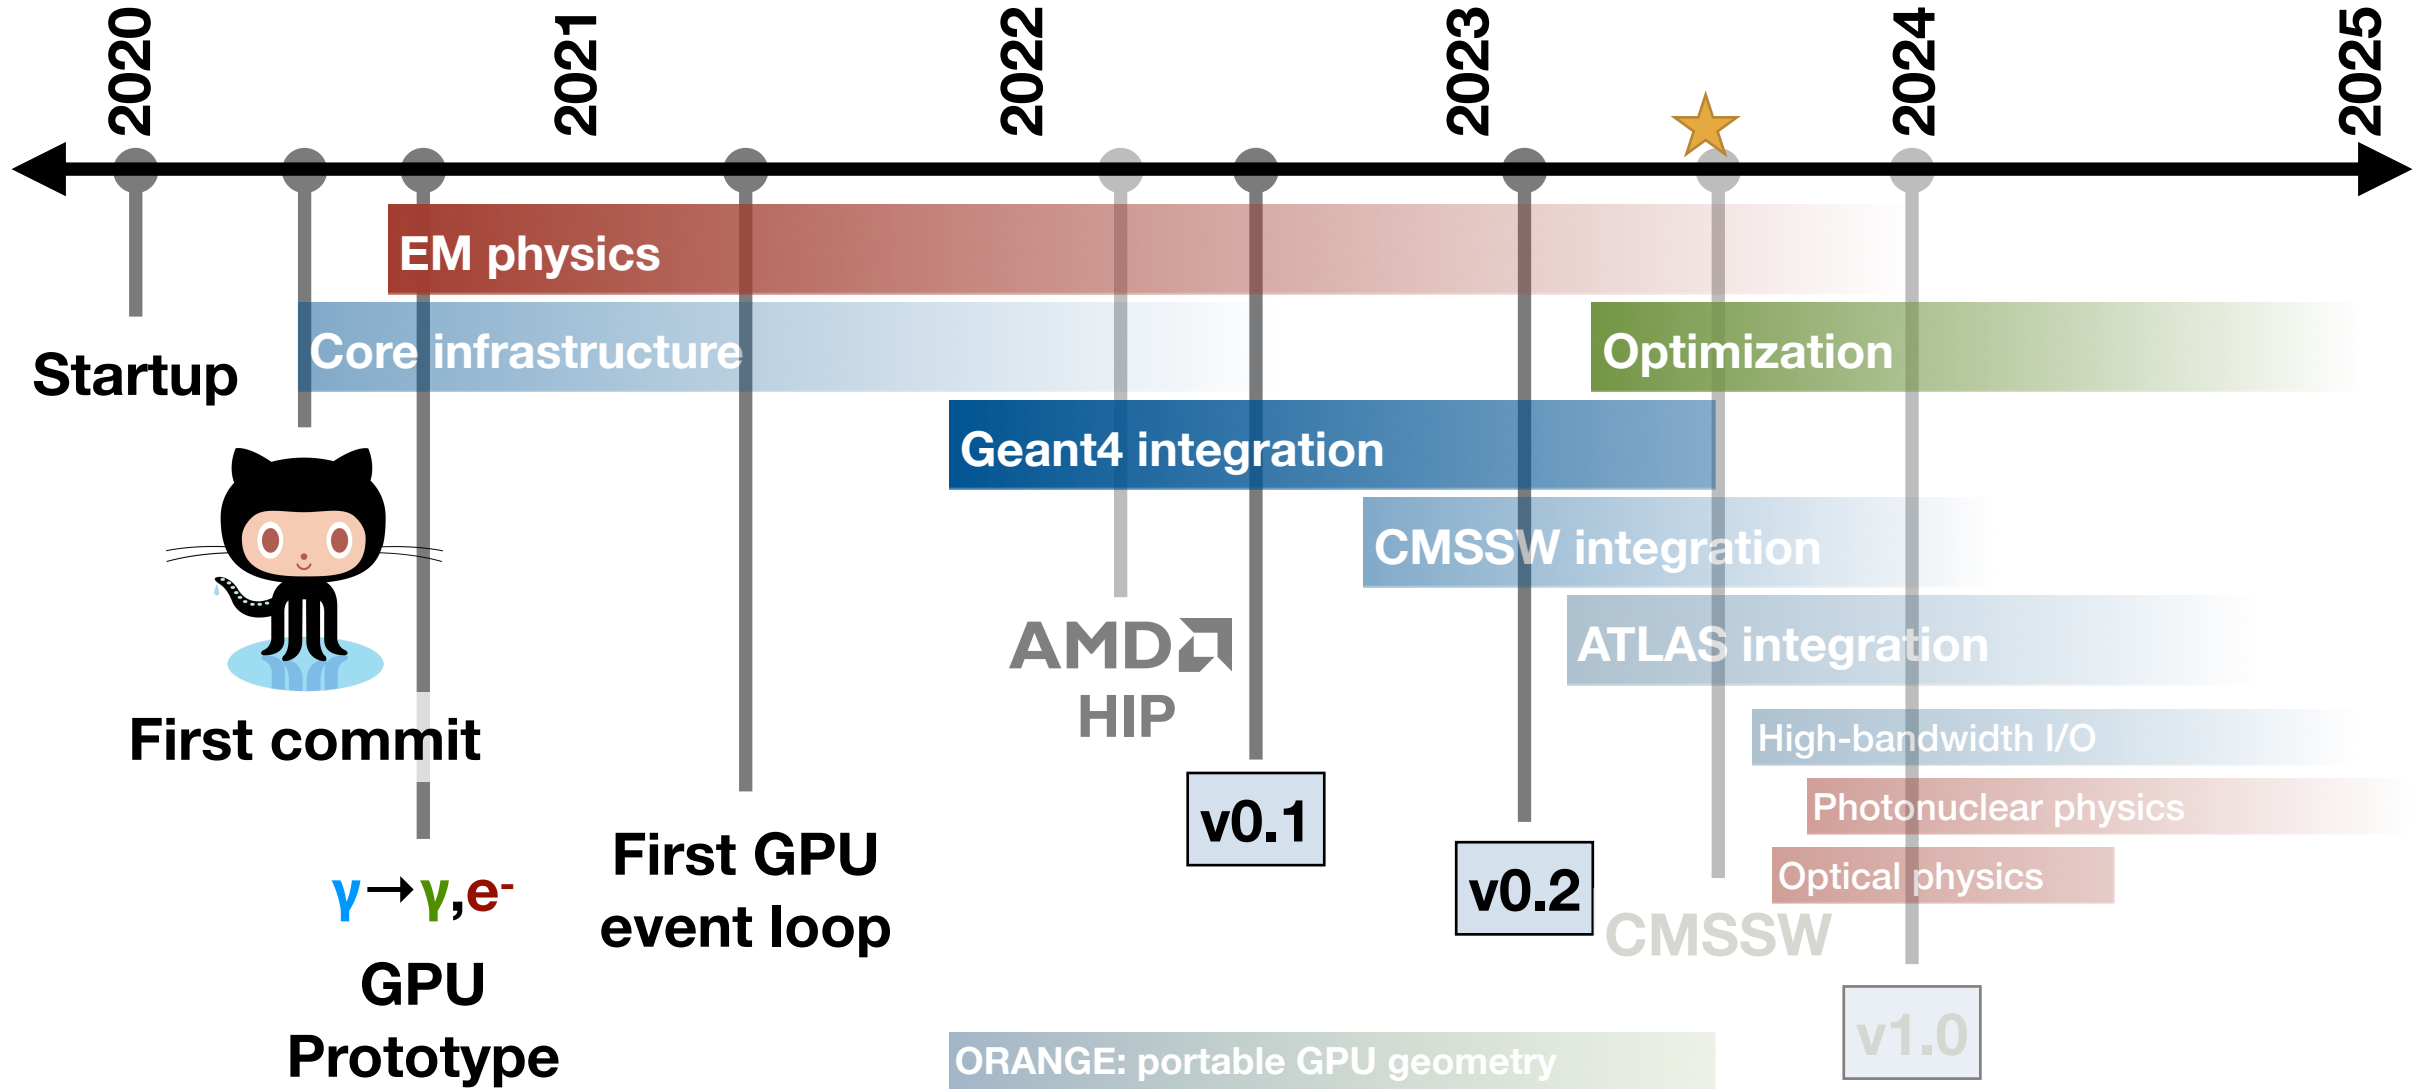 2020
2021
2022
2023
2024
2025
EM physics
Core infrastructure
Optimization
Startup
Geant4 integration
CMSSW integration
ATLAS integration
AMD
HIP
First commit
High-bandwidth I/O
Photonuclear physics
Optical physics
v0.1
v0.2
First GPU
event loop
γ→γ,e-
GPU
Prototype
CMSSW
v1.0
ORANGE: portable GPU geometry